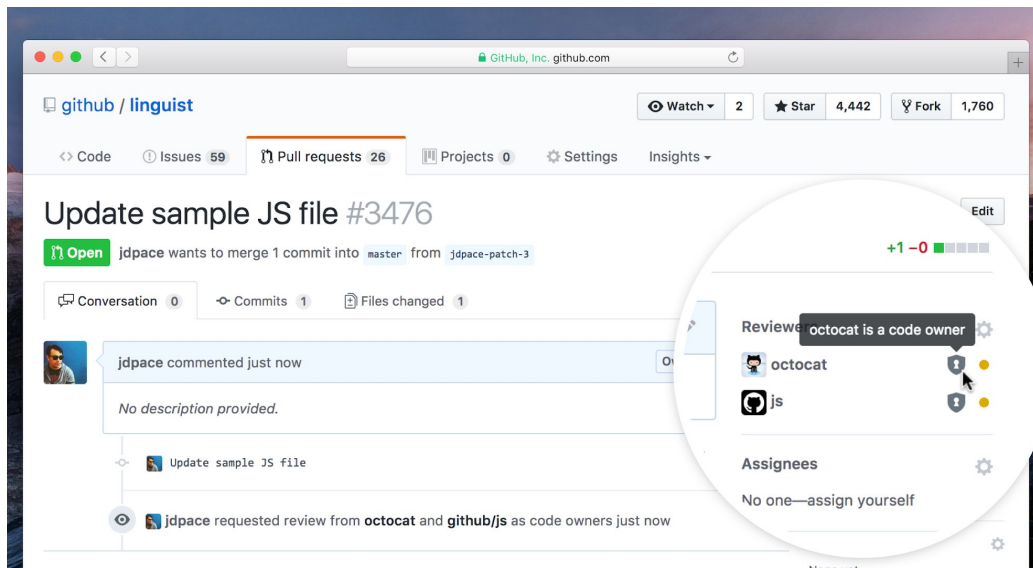 GitHub, Inc. github.com
github / linguist
Watch 2 Star 4,442 Fork 1,760
Code Issues 59 Pull requests 26 Projects 0 Settings Insights
Update sample JS file #3476
Edit
Open jdpace wants to merge 1 commit into master from jdpace-patch-3
+1 −0
Conversation 0 Commits 1 Files changed 1
jdpace commented just now
No description provided.
Update sample JS file
jdpace requested review from octocat and github/js as code owners just now
Reviewers
octocat is a code owner
octocat
js
Assignees
No one—assign yourself